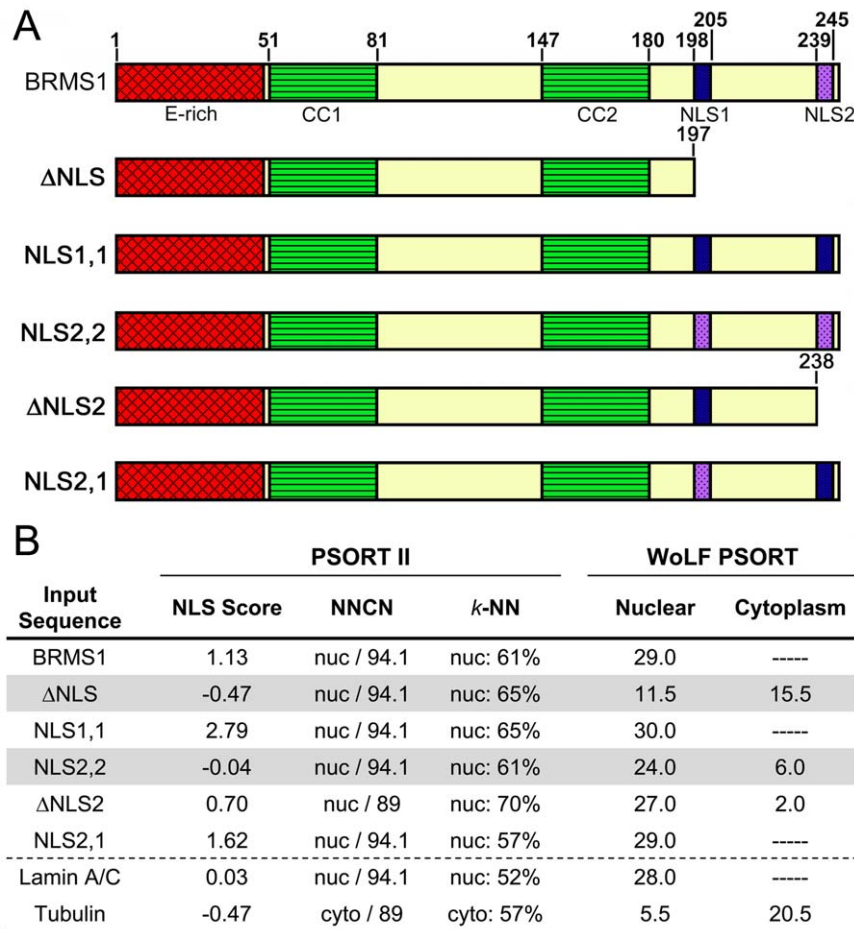 A
205 245
1 51 81 147 180 198 239
BRMS1
E-rich CC1 CC2 NLS1 NLS2
197
ΔNLS
NLS1,1
NLS2,2
238
ΔNLS2
NLS2,1
B
PSORT II WoLF PSORT
Input Sequence NLS Score NNCN k-NN Nuclear Cytoplasm
BRMS1 1.13 nuc / 94.1 nuc: 61% 29.0 -----
ΔNLS -0.47 nuc / 94.1 nuc: 65% 11.5 15.5
NLS1,1 2.79 nuc / 94.1 nuc: 65% 30.0 -----
NLS2,2 -0.04 nuc / 94.1 nuc: 61% 24.0 6.0
ΔNLS2 0.70 nuc / 89 nuc: 70% 27.0 2.0
NLS2,1 1.62 nuc / 94.1 nuc: 57% 29.0 -----
Lamin A/C 0.03 nuc / 94.1 nuc: 52% 28.0 -----
Tubulin -0.47 cyto / 89 cyto: 57% 5.5 20.5